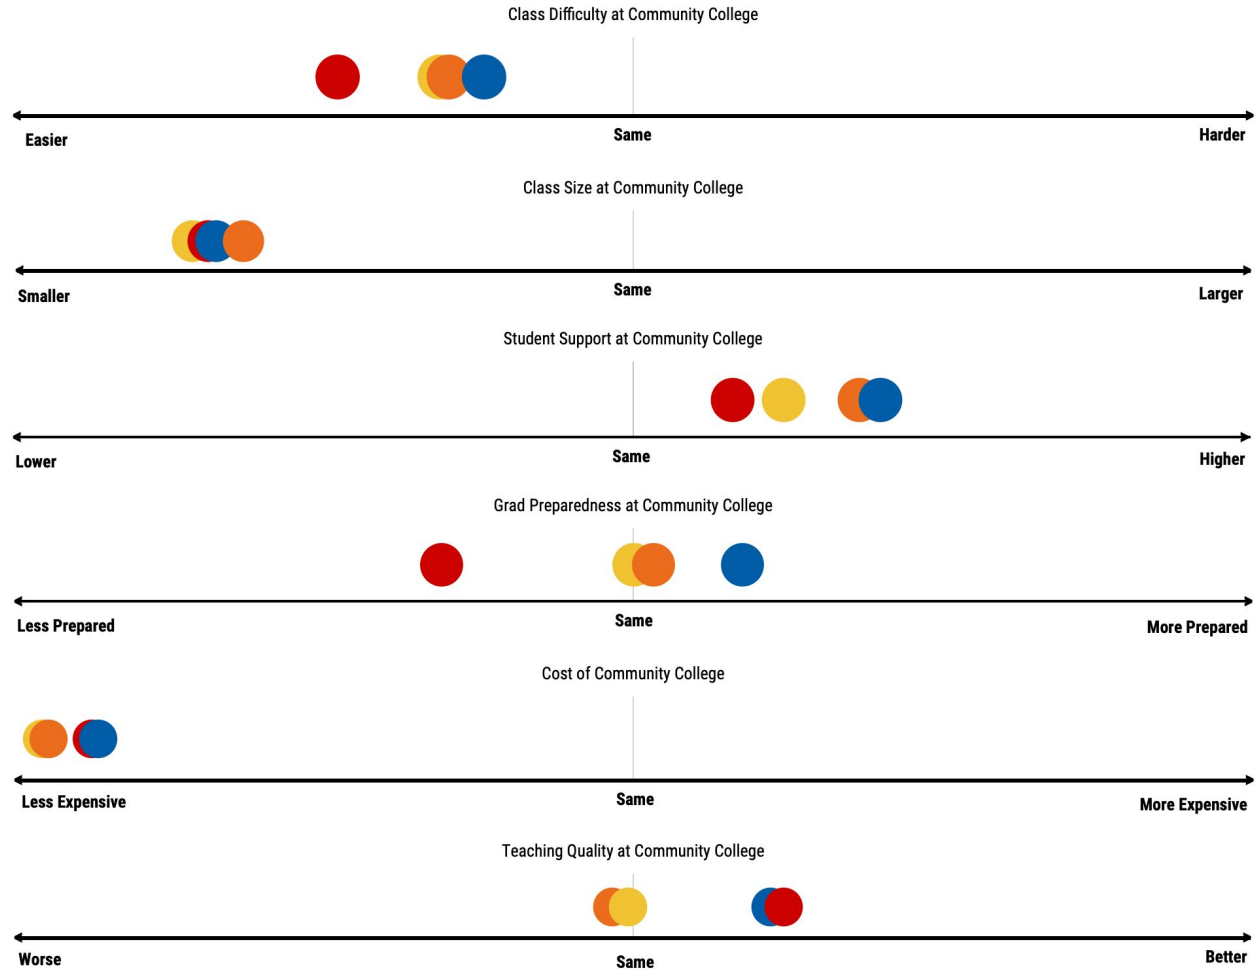 Class Difficulty at Community College
Easier
Same
Harder
Class Size at Community College
Smaller
Same
Larger
Student Support at Community College
Lower
Same
Higher
Grad Preparedness at Community College
Less Prepared
Same
More Prepared
Cost of Community College
Less Expensive
Same
More Expensive
Teaching Quality at Community College
Worse
Same
Better